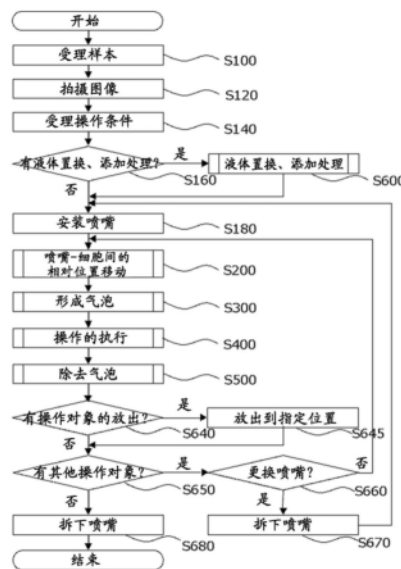 开始
受理样本
S100
拍摄图像
S120
受理操作条件
S140
有液体置换、添加处理?
是
液体置换、添加处理
S160
S600
否
安装喷嘴
S180
喷嘴-细胞间的
相对位置移动
S200
形成气泡
S300
操作的执行
S400
除去气泡
S500
有操作对象的放出?
是
放出到指定位置
S640
S645
否
有其他操作对象?
是
更换喷嘴?
否
S650
S660
否
是
拆下喷嘴
拆下喷嘴
S680
S670
结束